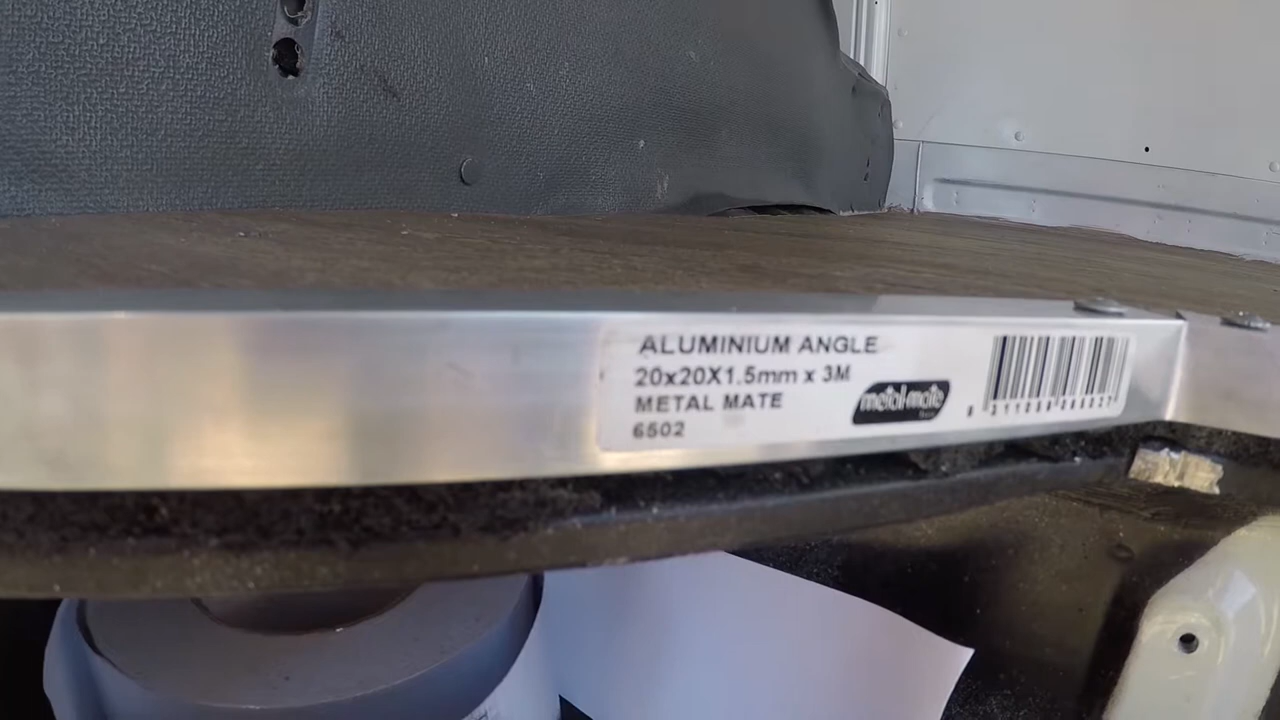 ALUMINIUM ANGLE
20x20X1.5mm x 3M
METAL MATE
6502
metal·mate